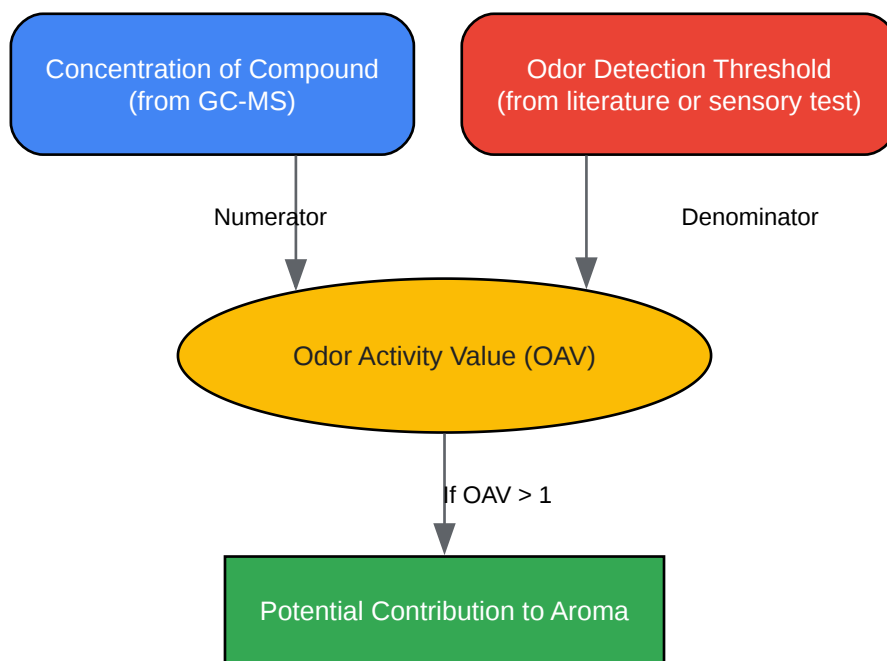 Concentration of Compound
(from GC-MS)
Odor Detection Threshold
(from literature or sensory test)
Numerator
Denominator
Odor Activity Value (OAV)
If OAV > 1
Potential Contribution to Aroma